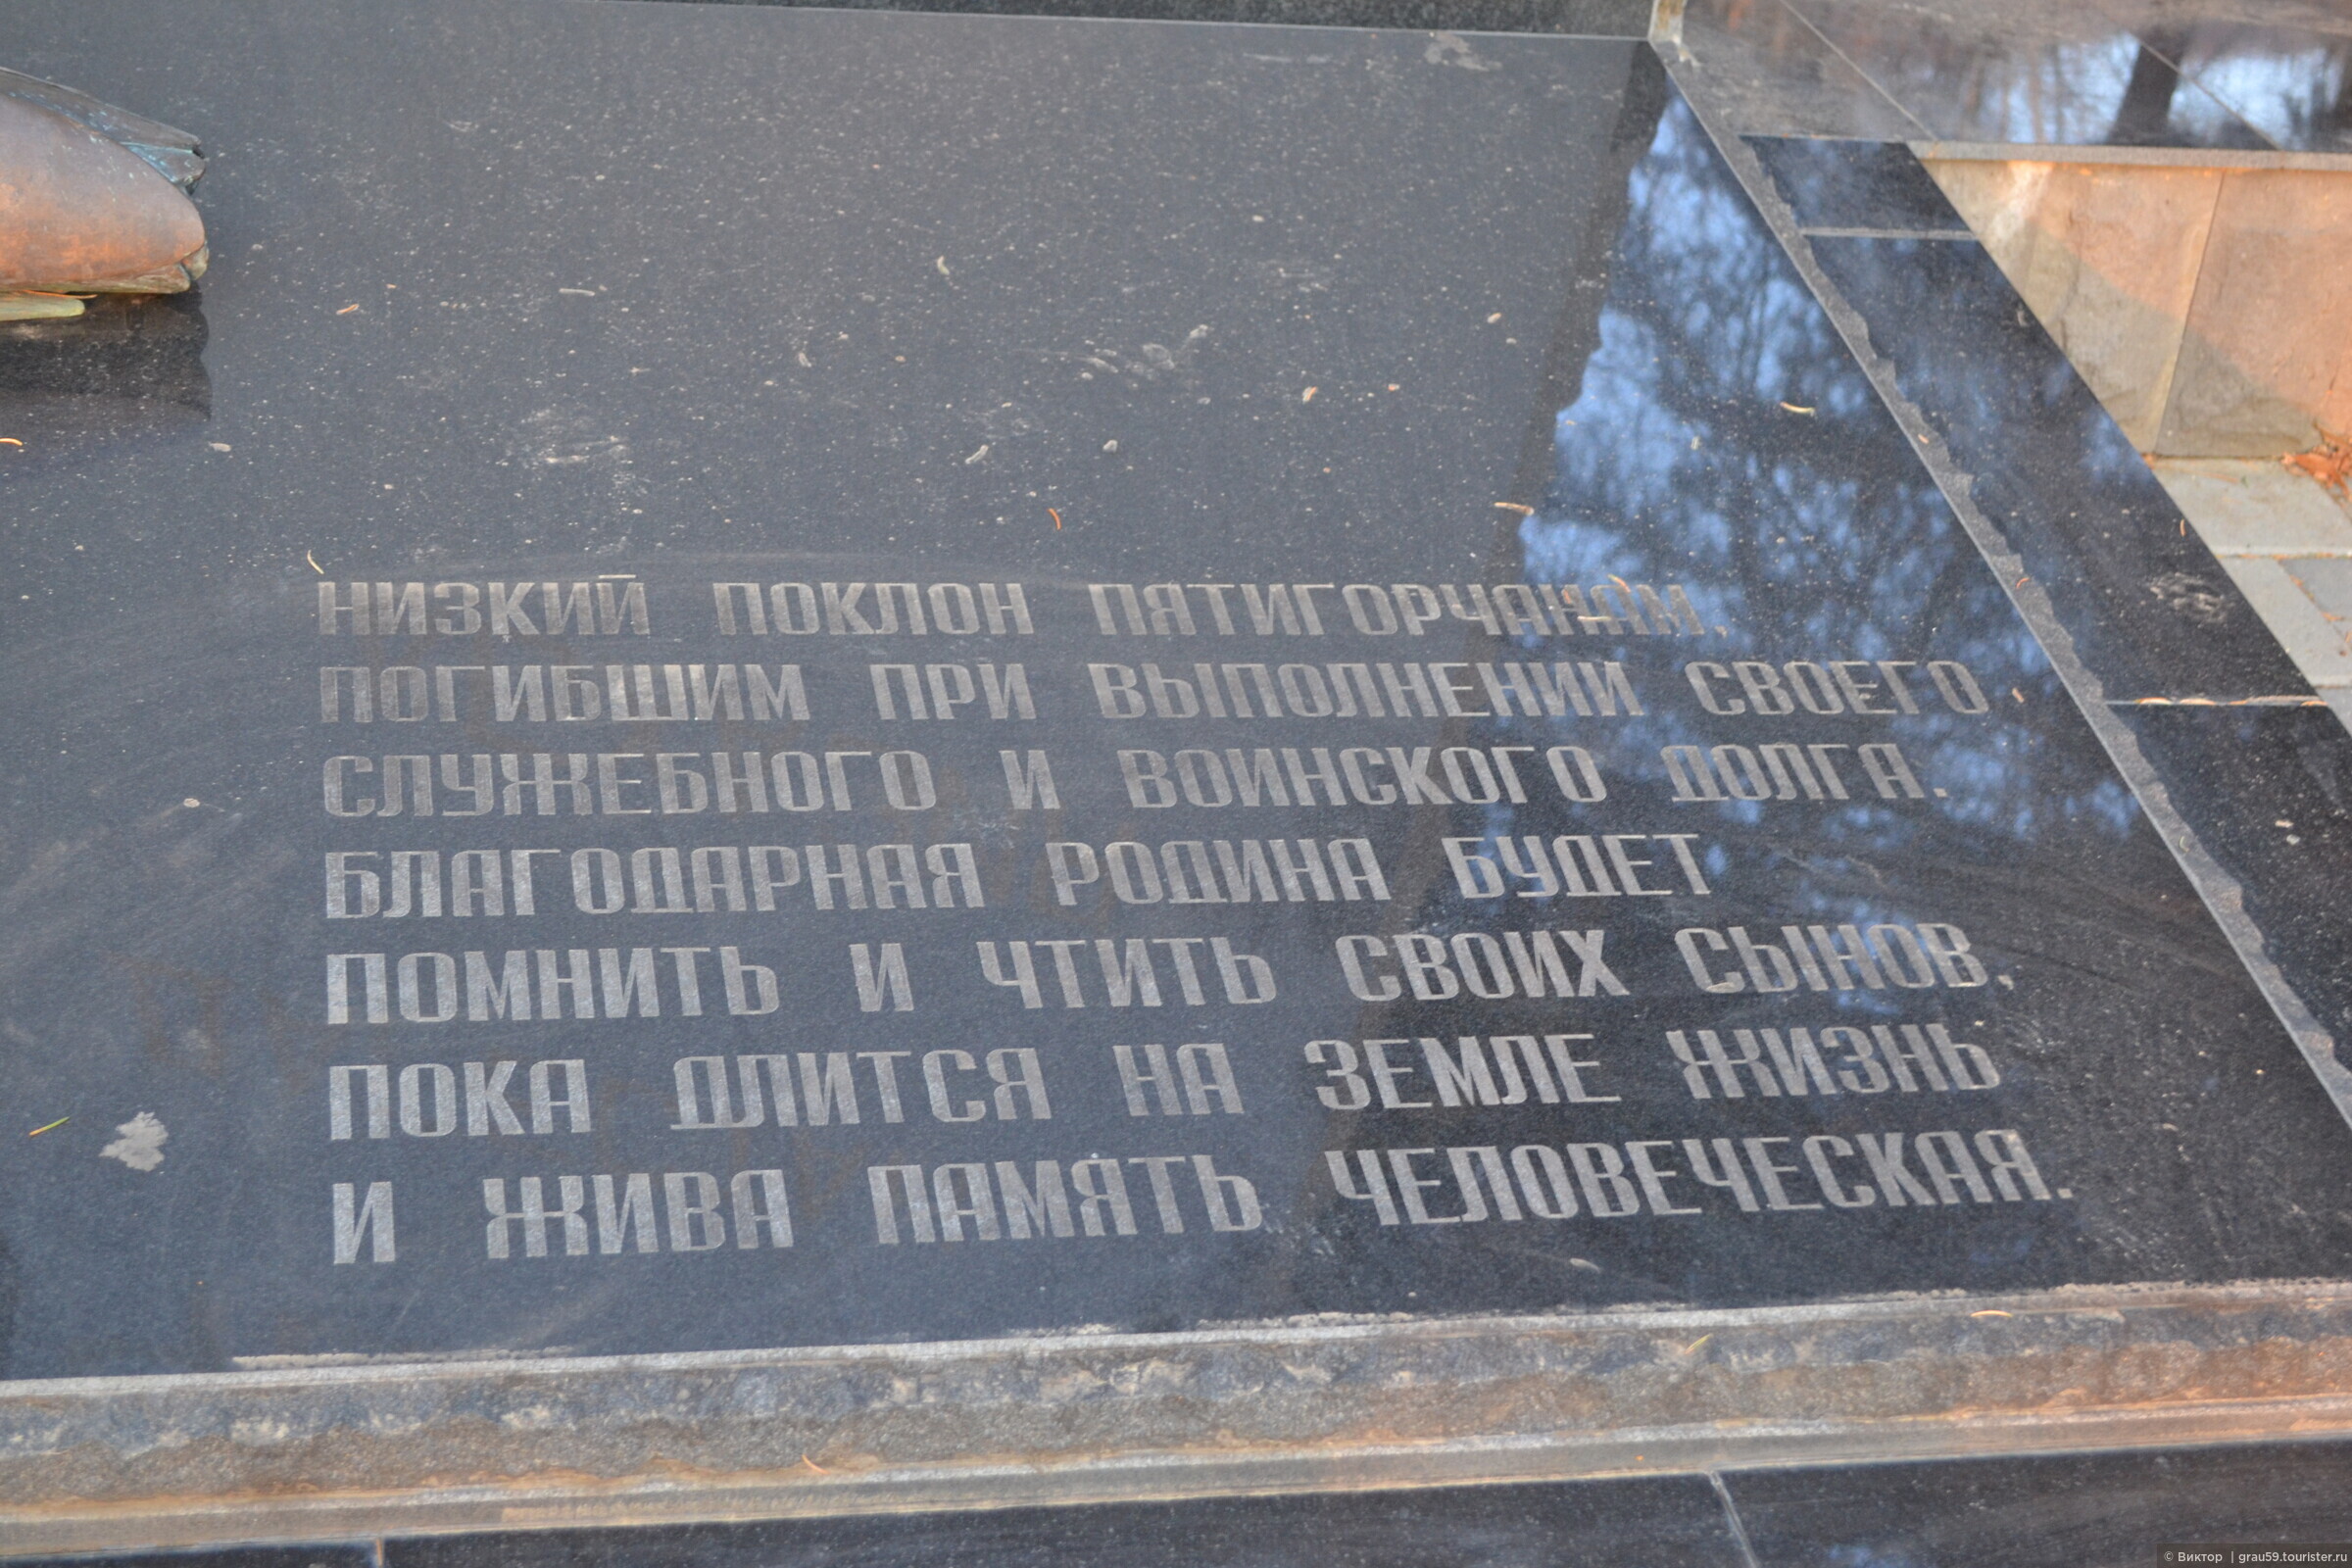 НИЗКИЙ ПОКЛОН ПЯТИГОРЧАНАМ,
ПОГИБШИМ ПРИ ВЫПОЛНЕНИИ СВОЕГО
СЛУЖЕБНОГО И ВОИНСКОГО ДОЛГА.
БЛАГОДАРНАЯ РОДИНА БУДЕТ
ПОМНИТЬ И ЧТИТЬ СВОИХ СЫНОВ,
ПОКА ДЛИТСЯ НА ЗЕМЛЕ ЖИЗНЬ
И ЖИВА ПАМЯТЬ ЧЕЛОВЕЧЕСКАЯ.
© Виктор | grau59.tourister.ru